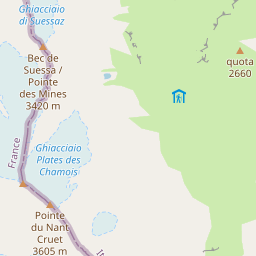 Ghiacciaio
di Suessaz
Bec de
Suessa /
Pointe
des Mines
3420 m
quota
2660
France
Ghiacciaio
Plates des
Chamois
Pointe
du Nant
Cruet
3605 m